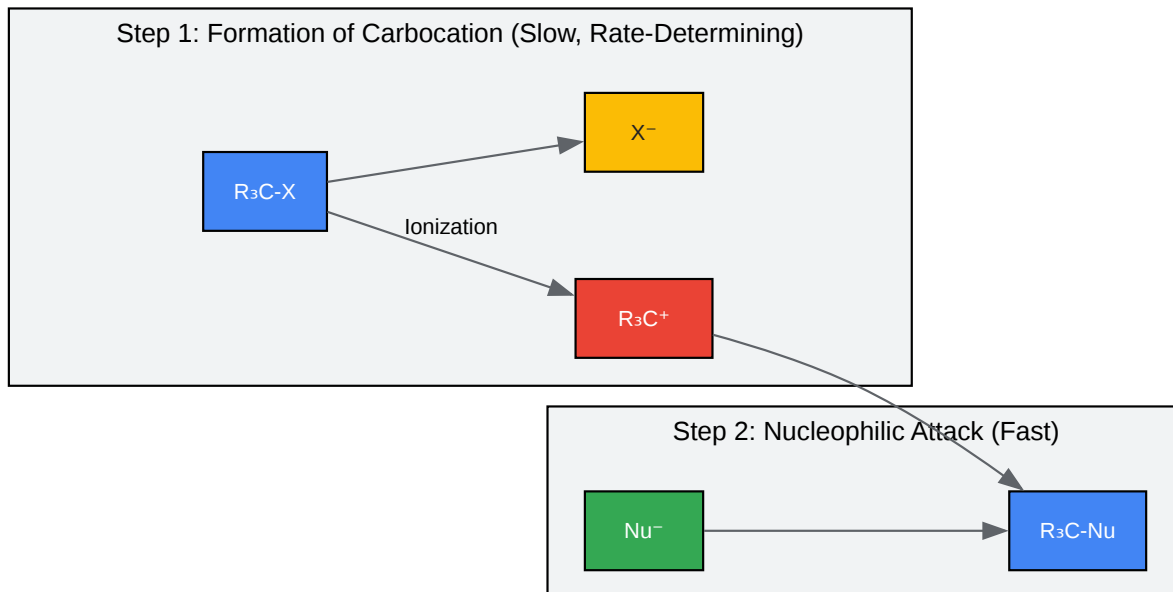 Step 1: Formation of Carbocation (Slow, Rate-Determining)
X⁻
R₃C-X
Ionization
R₃C⁺
Step 2: Nucleophilic Attack (Fast)
Nu⁻
R₃C-Nu